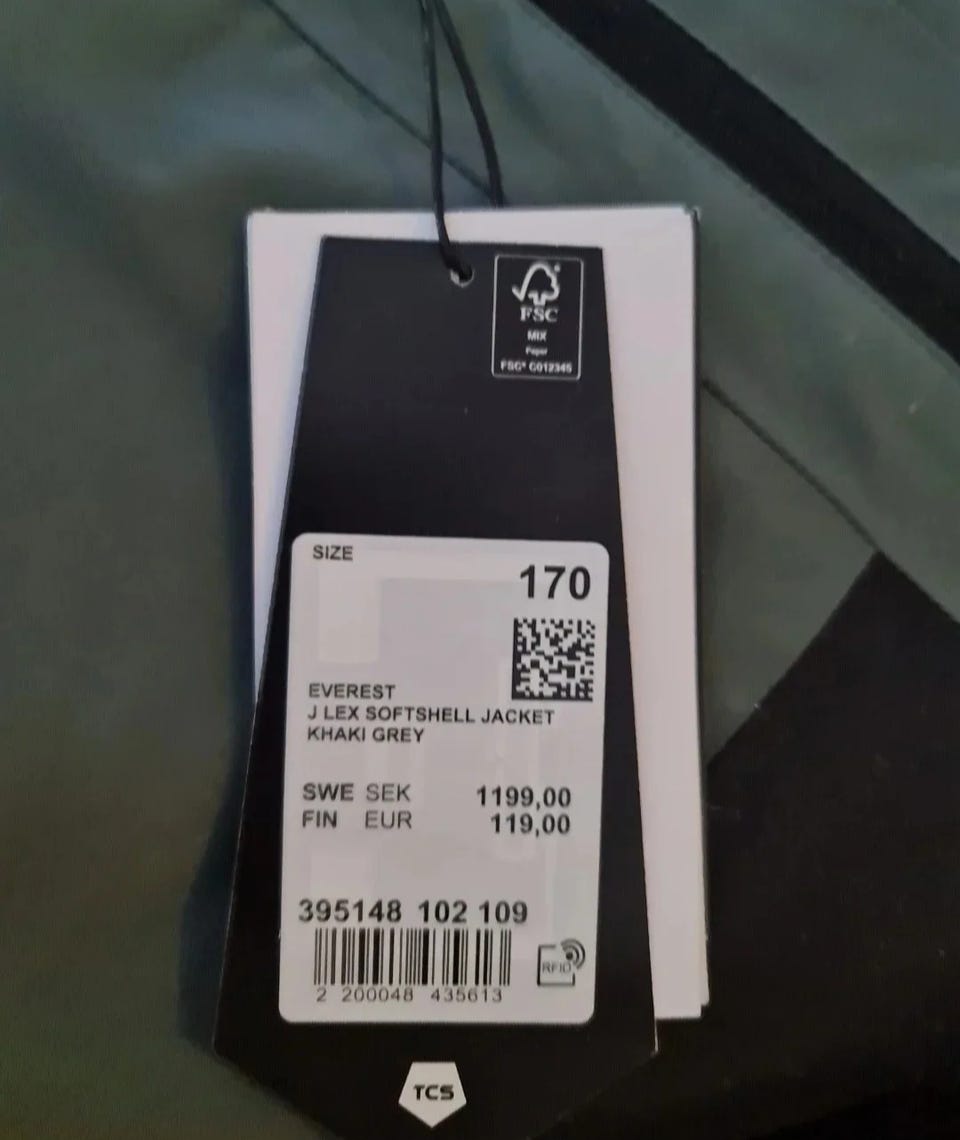 FSC
MIX
Paper
FSC® C012345
SIZE
170
EVEREST
J LEX SOFTSHELL JACKET
KHAKI GREY
SWE SEK 1199,00
FIN EUR 119,00
395148 102 109
RFID
2 200048 435613
TCS